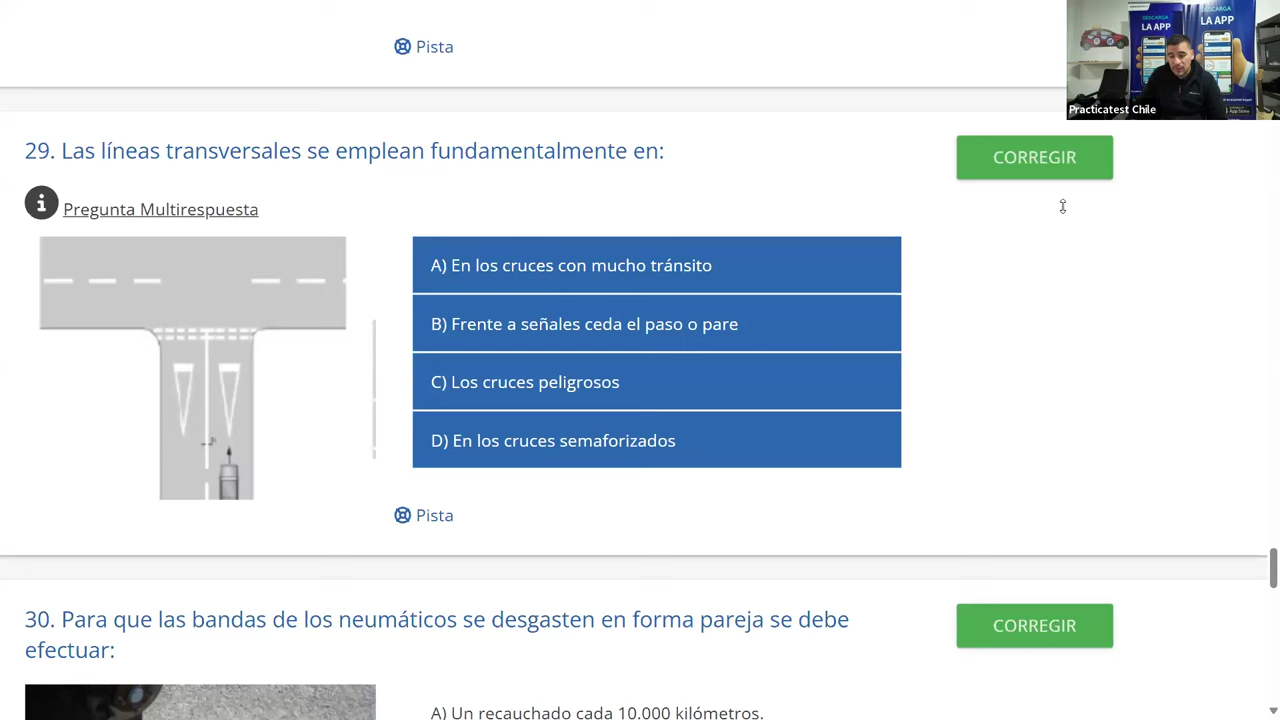 Pista
DESCARGA
LA APP
DESCARGA
LA APP
Practicatest Chile
29. Las líneas transversales se emplean fundamentalmente en:
CORREGIR
Pregunta Multirespuesta
A) En los cruces con mucho tránsito
B) Frente a señales ceda el paso o pare
C) Los cruces peligrosos
D) En los cruces semaforizados
Pista
30. Para que las bandas de los neumáticos se desgasten en forma pareja se debe
efectuar:
CORREGIR
A) Un recauchado cada 10.000 kilómetros.